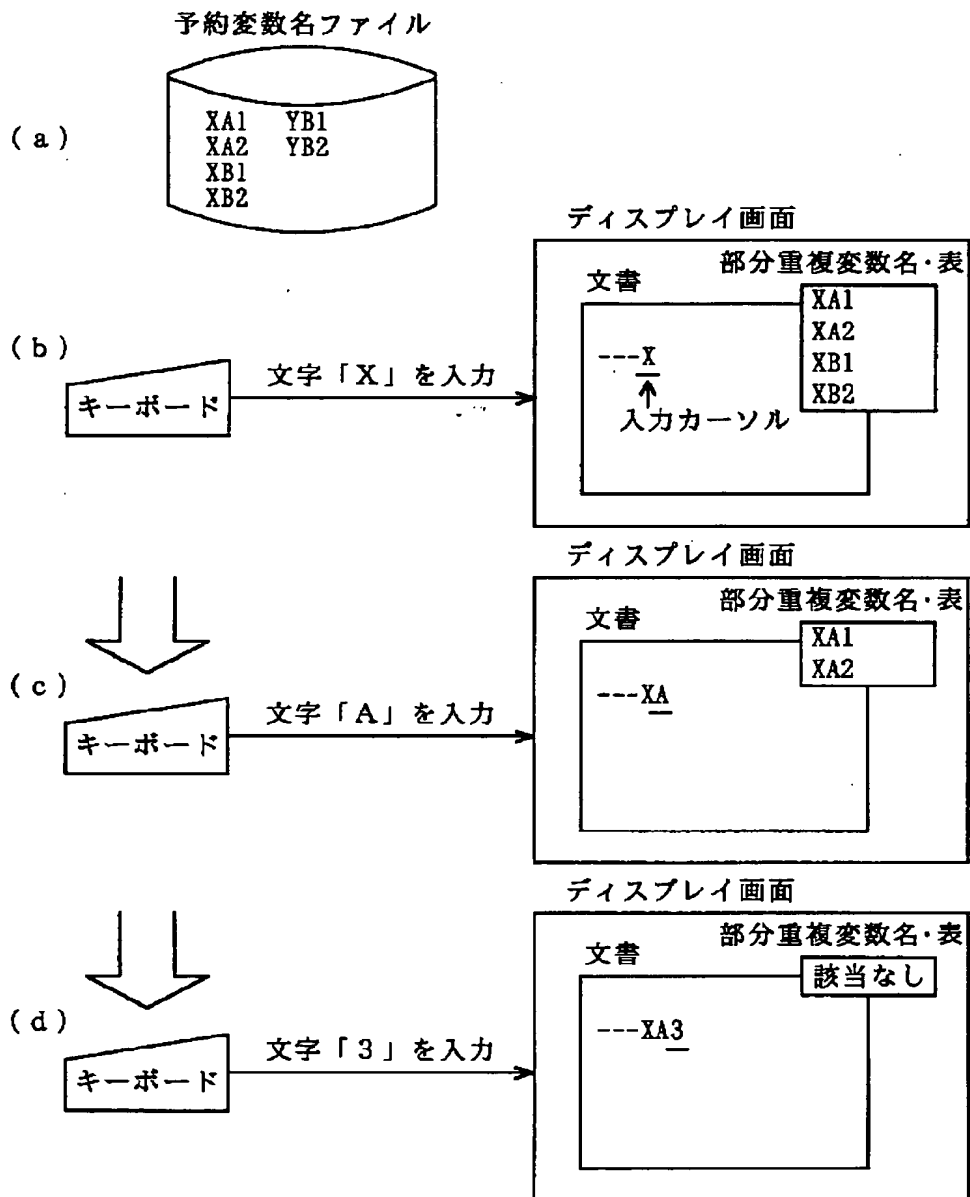 予約変数名ファイル
(a)
XA1 YB1
XA2 YB2
XB1
XB2
ディスプレイ画面
部分重複変数名・表
文書
XA1
XA2
XB1
XB2
(b)
キーボード
文字「X」を入力
---X
入力カーソル
ディスプレイ画面
部分重複変数名・表
文書
XA1
XA2
(c)
キーボード
文字「A」を入力
---XA
ディスプレイ画面
部分重複変数名・表
文書
該当なし
(d)
キーボード
文字「3」を入力
---XA3